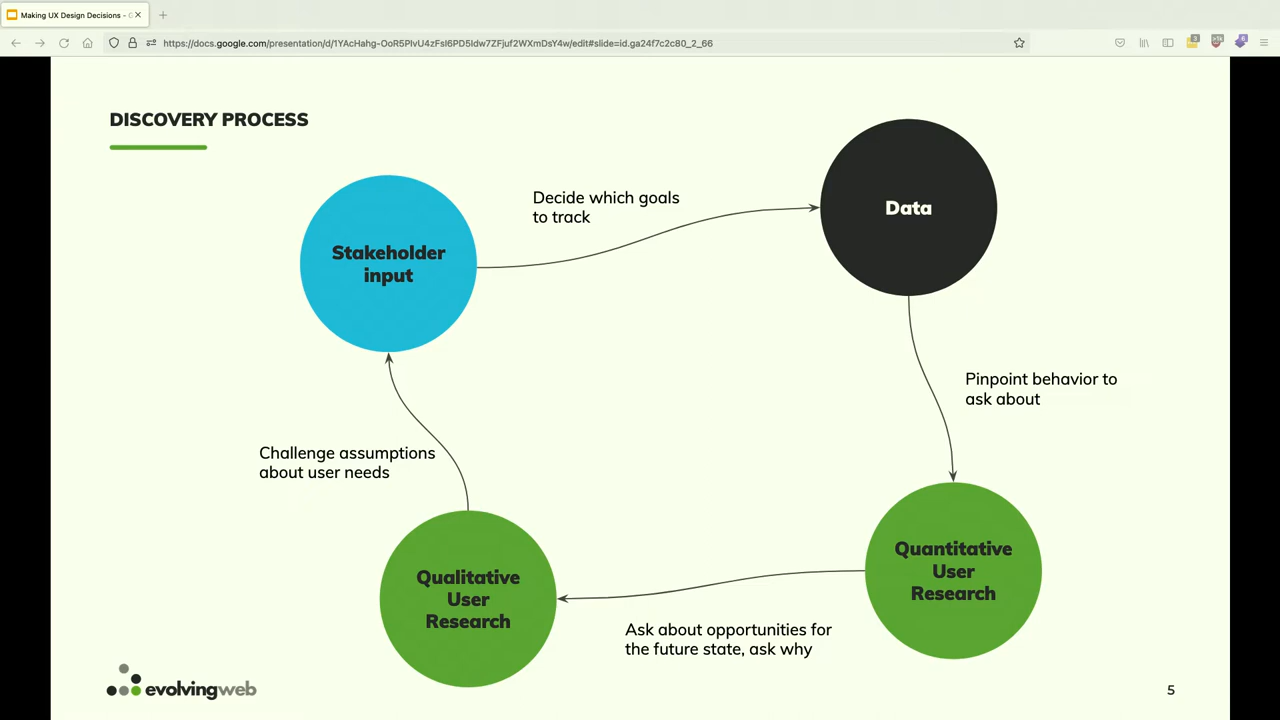 Making UX Design Decisions -
https://docs.google.com/presentation/d/1YAcHahg-OoR5PIvU4zFsI6PD5Idw7ZFjuf2WXmDsY4w/edit#slide=id.ga24f7c2c80_2_66
DISCOVERY PROCESS
Stakeholder
input
Decide which goals
to track
Data
Pinpoint behavior to
ask about
Quantitative
User
Research
Ask about opportunities for
the future state, ask why
Qualitative
User
Research
Challenge assumptions
about user needs
evolvingweb
5